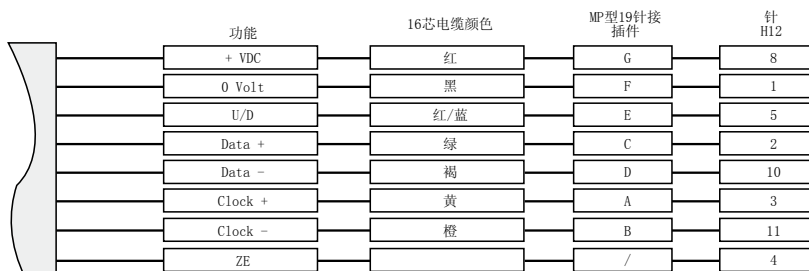 功能 16芯电缆颜色 MP型19针接插件 针 H12
+ VDC 红 G 8
0 Volt 黑 F 1
U/D 红/蓝 E 5
Data + 绿 C 2
Data - 褐 D 10
Clock + 黄 A 3
Clock - 橙 B 11
ZE / 4